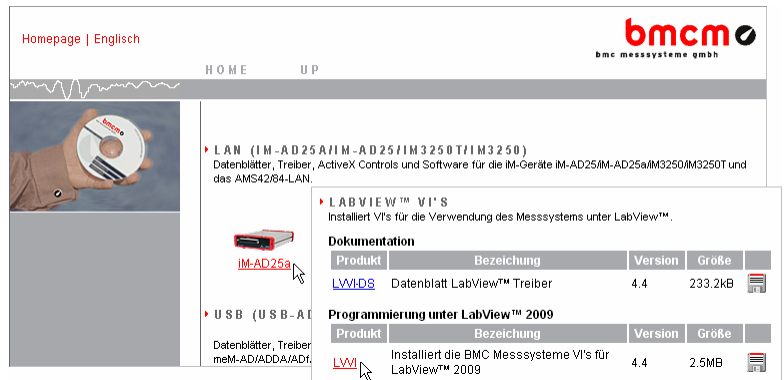 Homepage | Englisch
bmcm
bmc messsysteme gmbh
HOME UP
bmcm
LAN (IM-AD25A/IM-AD25/IM3250T/IM3250)
Datenblätter, Treiber, ActiveX Controls und Software für die iM-Geräte iM-AD25/iM-AD25a/iM3250/iM3250T und
das AMS42/84-LAN.
iM-AD25a
USB (USB-AD
Datenblätter, Treiber
meM-AD/ADDA/ADf.
LABVIEW™ VI'S
Installiert VI's für die Verwendung des Messsystems unter LabView™.
Dokumentation
Produkt Bezeichung Version Größe
LVVI-DS Datenblatt LabView™ Treiber 4.4 233.2kB
Programmierung unter LabView™ 2009
Produkt Bezeichung Version Größe
LVVI Installiert die BMC Messsysteme VI's für 4.4 2.5MB
LabView™ 2009